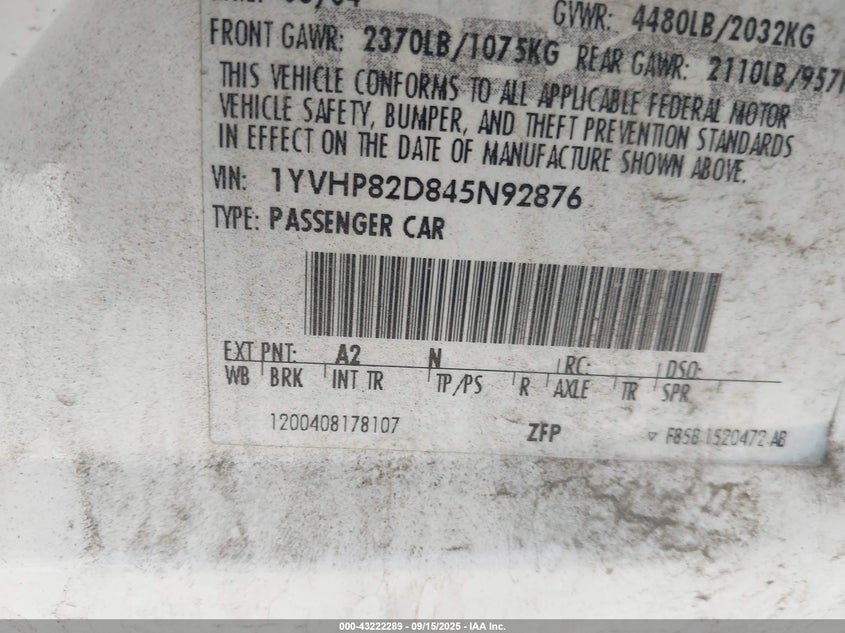 GVWR: 4480LB/2032KG
FRONT GAWR: 2370LB/1075KG REAR GAWR: 2110LB/957
THIS VEHICLE CONFORMS TO ALL APPLICABLE FEDERAL MOTOR
VEHICLE SAFETY, BUMPER, AND THEFT PREVENTION STANDARDS
IN EFFECT ON THE DATE OF MANUFACTURE SHOWN ABOVE.
VIN: 1YVHP82D845N92876
TYPE: PASSENGER CAR
EXT PNT: A2 N RC: DSO:
WB BRK INT TR TP/PS R AXLE TR SPR
1200408178107 ZFP F85B 1520472 AB
000-43222289 - 09/15/2025 - IAA Inc.